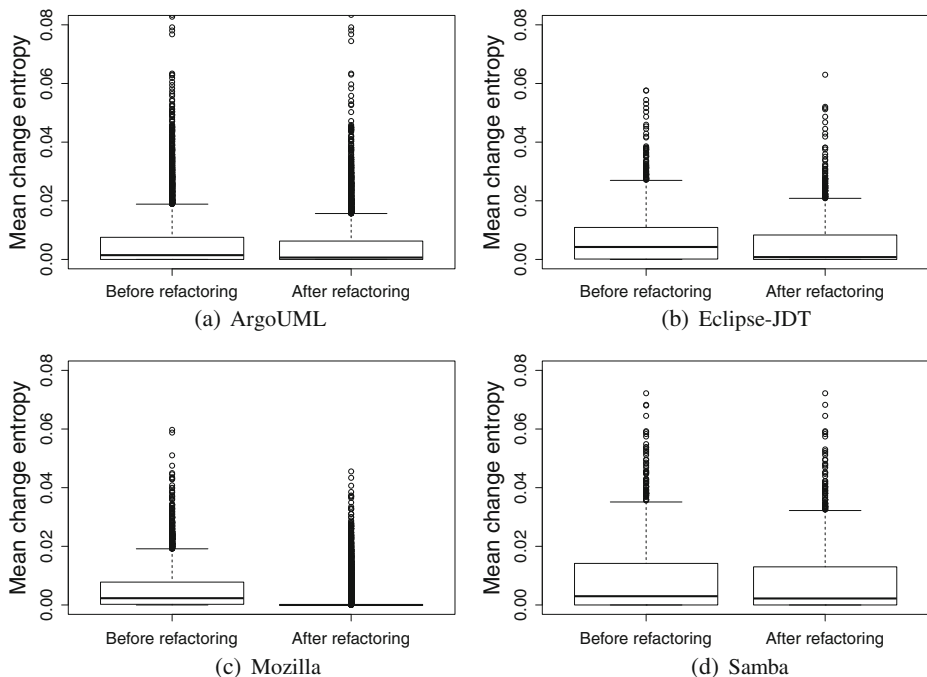 Mean change entropy
0.00 0.02 0.04 0.06 0.08
Before refactoring After refactoring
(a) ArgoUML
Mean change entropy
0.00 0.02 0.04 0.06 0.08
Before refactoring After refactoring
(b) Eclipse-JDT
Mean change entropy
0.00 0.02 0.04 0.06 0.08
Before refactoring After refactoring
(c) Mozilla
Mean change entropy
0.00 0.02 0.04 0.06 0.08
Before refactoring After refactoring
(d) Samba